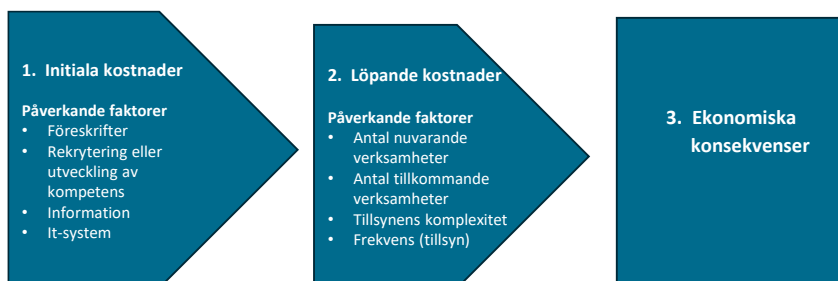 1. Initiala kostnader
Påverkande faktorer
• Föreskrifter
• Rekrytering eller
utveckling av
kompetens
• Information
• It-system
2. Löpande kostnader
Påverkande faktorer
• Antal nuvarande
verksamheter
• Antal tillkommande
verksamheter
• Tillsynens komplexitet
• Frekvens (tillsyn)
3. Ekonomiska
konsekvenser